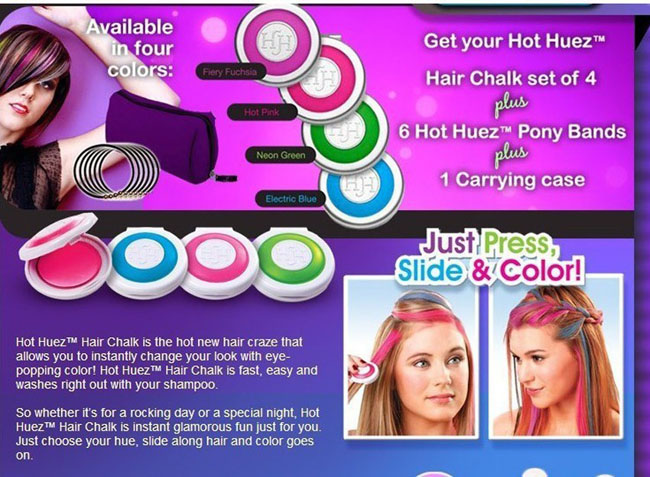 Available
in four
colors:
Fiery Fuchsia
Hot Pink
Neon Green
Electric Blue
Get your Hot Huez™
Hair Chalk set of 4
plus
6 Hot Huez™ Pony Bands
plus
1 Carrying case
Just Press,
Slide & Color!
Hot Huez™ Hair Chalk is the hot new hair craze that
allows you to instantly change your look with eye-
popping color! Hot Huez™ Hair Chalk is fast, easy and
washes right out with your shampoo.
So whether it's for a rocking day or a special night, Hot
Huez™ Hair Chalk is instant glamorous fun just for you.
Just choose your hue, slide along hair and color goes
on.